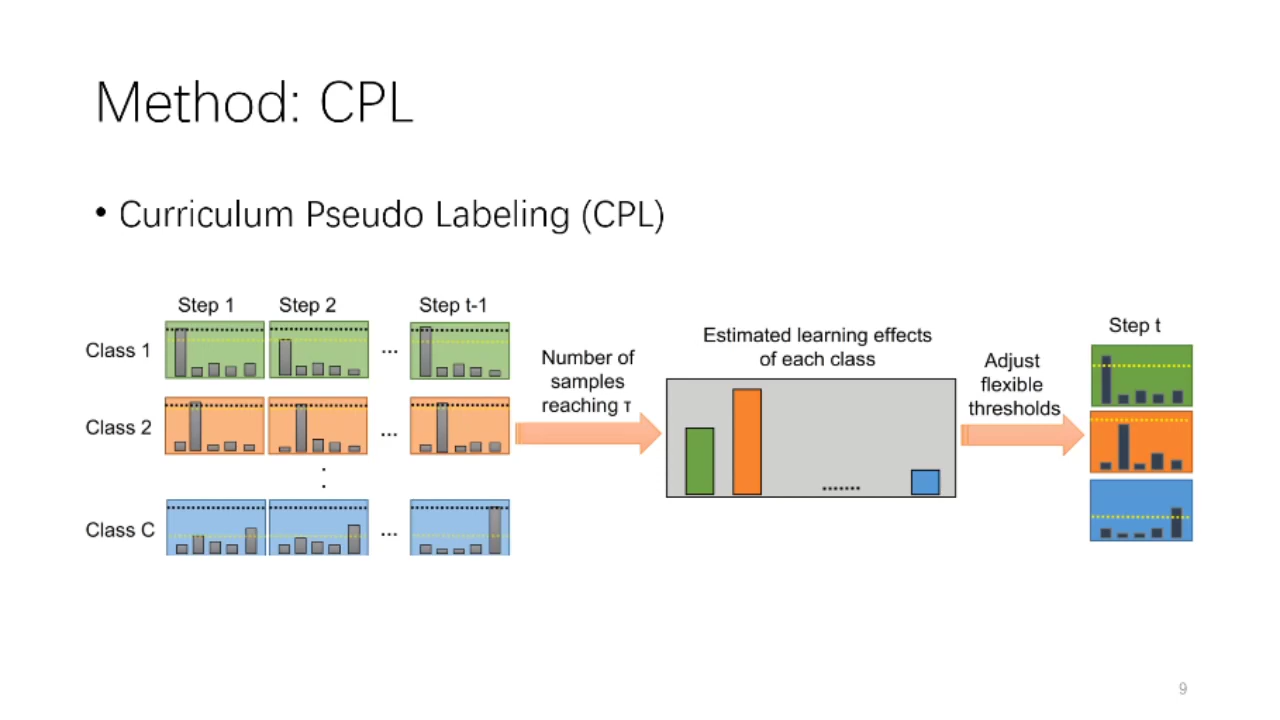 Method: CPL
• Curriculum Pseudo Labeling (CPL)
Step 1
Step 2
Step t-1
Class 1
...
Class 2
...
:
Class C
...
Number of
samples
reaching τ
Estimated learning effects
of each class
.......
Adjust
flexible
thresholds
Step t
9